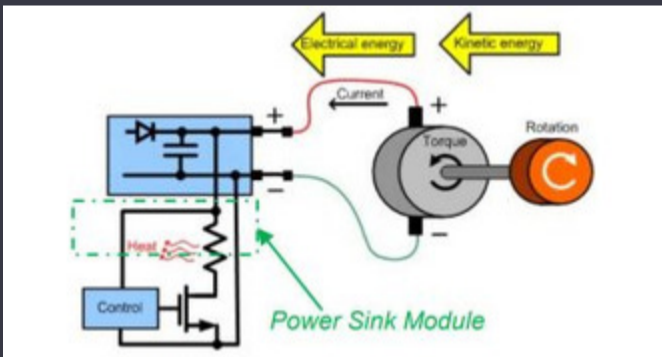 Electrical energy
Kinetic energy
Current
+
+
Torque
Rotation
−
−
Heat
Control
Power Sink Module